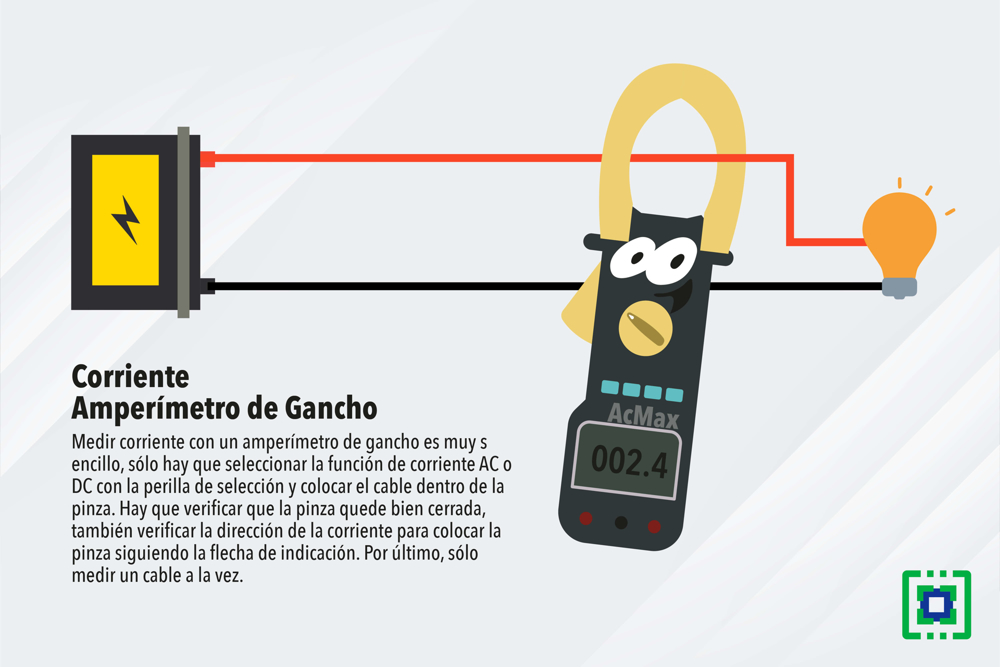 Corriente
Amperímetro de Gancho
Medir corriente con un amperímetro de gancho es muy s
encillo, sólo hay que seleccionar la función de corriente AC o
DC con la perilla de selección y colocar el cable dentro de la
pinza. Hay que verificar que la pinza quede bien cerrada,
también verificar la dirección de la corriente para colocar la
pinza siguiendo la flecha de indicación. Por último, sólo
medir un cable a la vez.
AcMax
002.4